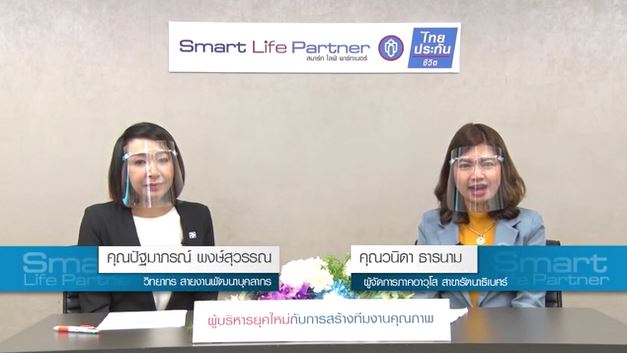 Smart Life Partner
สมาร์ท ไลฟ์ พาร์ทเนอร์
ไทย
ประกัน
ชีวิต
Smart
Life Partner
คุณปัฐมาภรณ์ พงษ์สุวรรณ
วิทยากร สายงานพัฒนาบุคลากร
คุณวนิดา ธารนาม
ผู้จัดการภาคอาวุโส สาขารัตนาธิเบศร์
Smart
Life Partner
ผู้บริหารยุคใหม่กับการสร้างทีมงานคุณภาพ